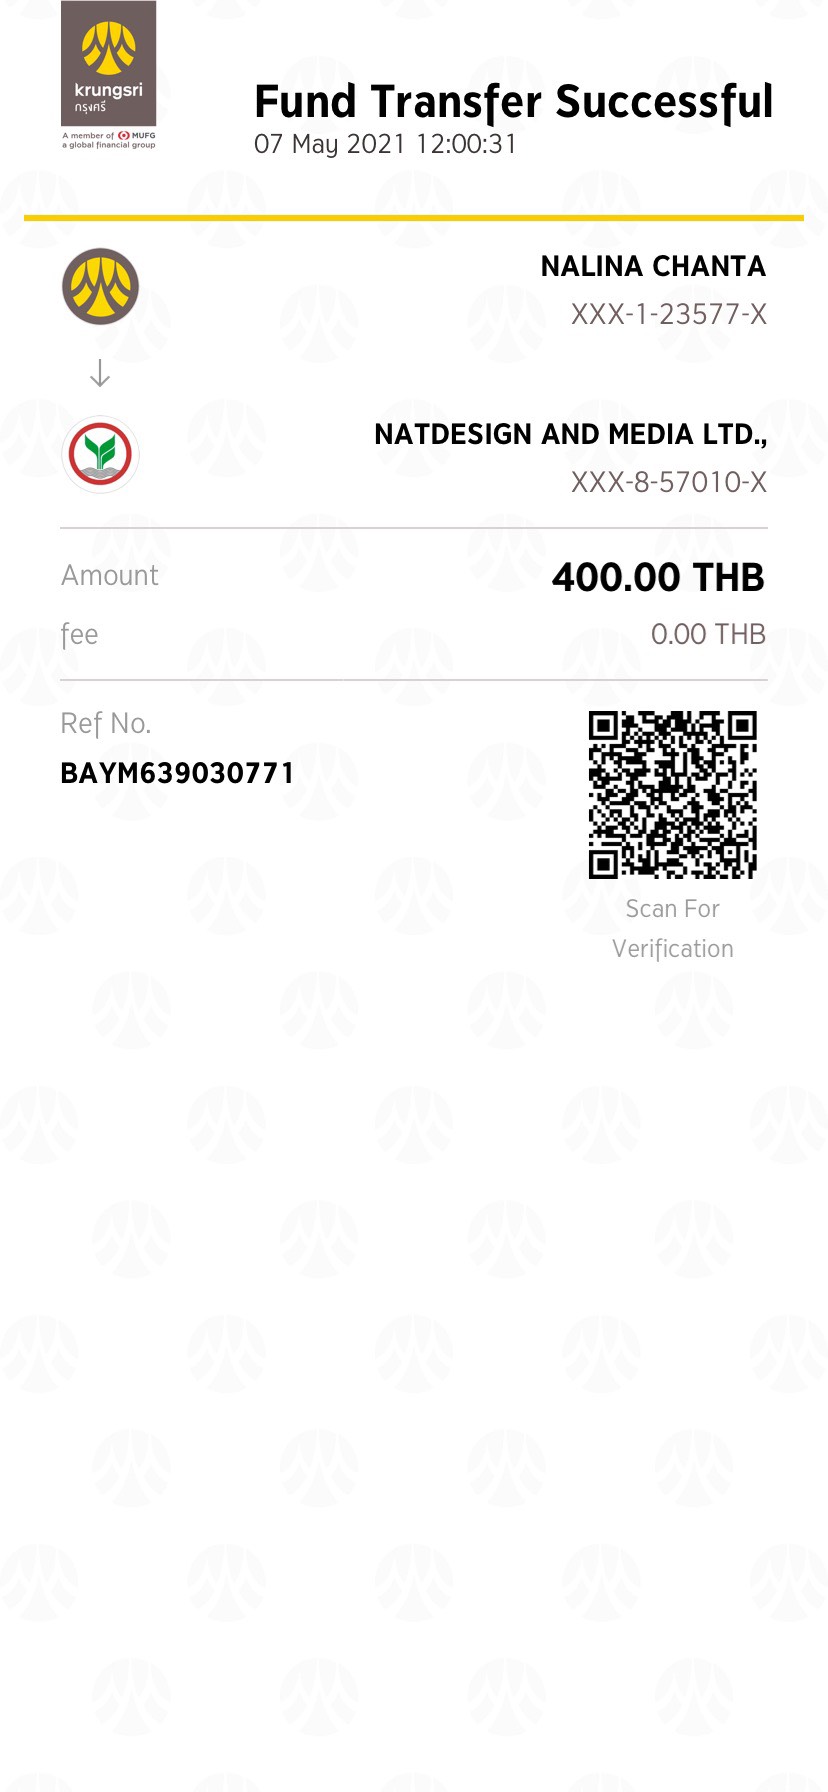 krungsri
กรุงศรี
A member of MUFG
a global financial group
Fund Transfer Successful
07 May 2021 12:00:31
NALINA CHANTA
XXX-1-23577-X
NATDESIGN AND MEDIA LTD.,
XXX-8-57010-X
Amount 400.00 THB
fee 0.00 THB
Ref No.
BAYM639030771
Scan For
Verification